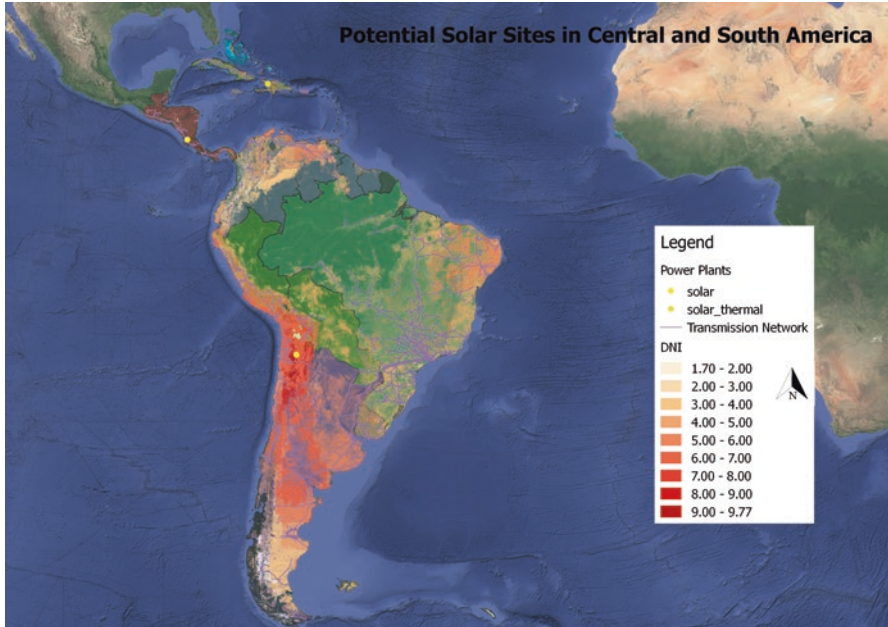 Potential Solar Sites in Central and South America
Legend
Power Plants
solar
solar_thermal
Transmission Network
DNI
1.70 - 2.00
2.00 - 3.00
3.00 - 4.00
4.00 - 5.00
5.00 - 6.00
6.00 - 7.00
7.00 - 8.00
8.00 - 9.00
9.00 - 9.77
N